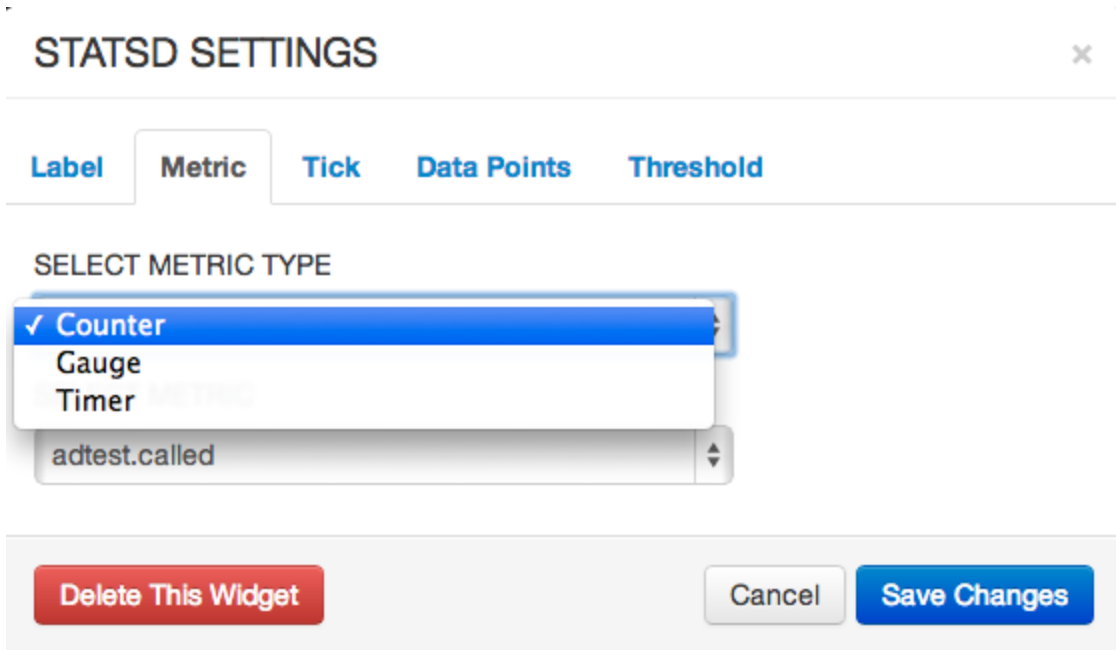 STATSD SETTINGS
×
Label Metric Tick Data Points Threshold
SELECT METRIC TYPE
✓ Counter
Gauge
Timer
METRIC
adtest.called
Delete This Widget Cancel Save Changes